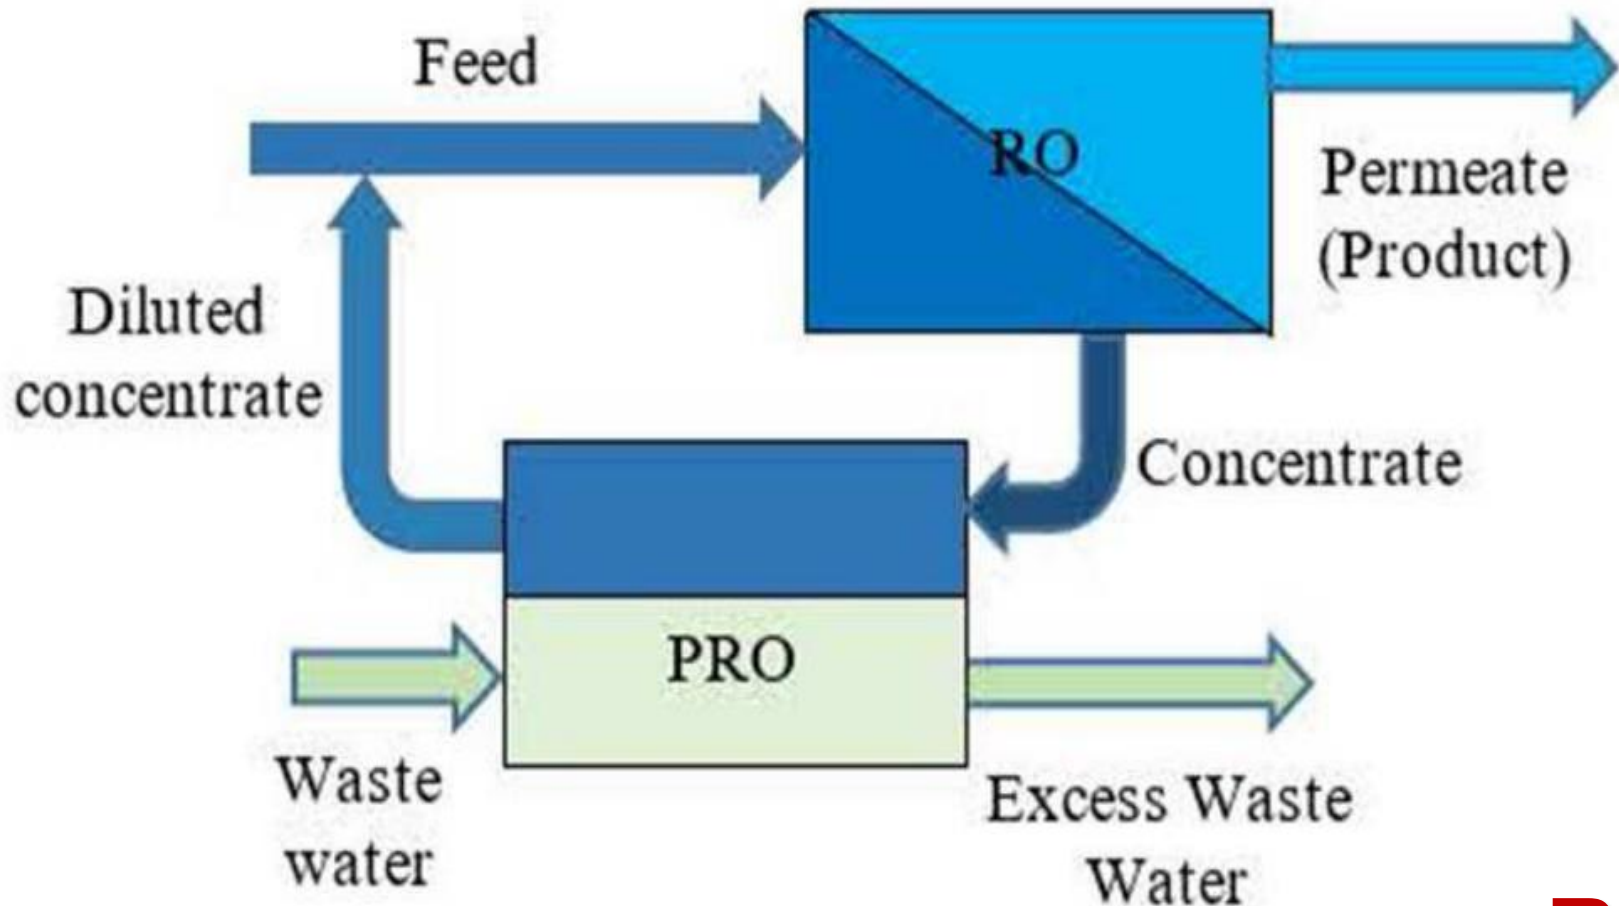 Feed
RO
Permeate
(Product)
Diluted
concentrate
Concentrate
PRO
Waste
water
Excess Waste
Water